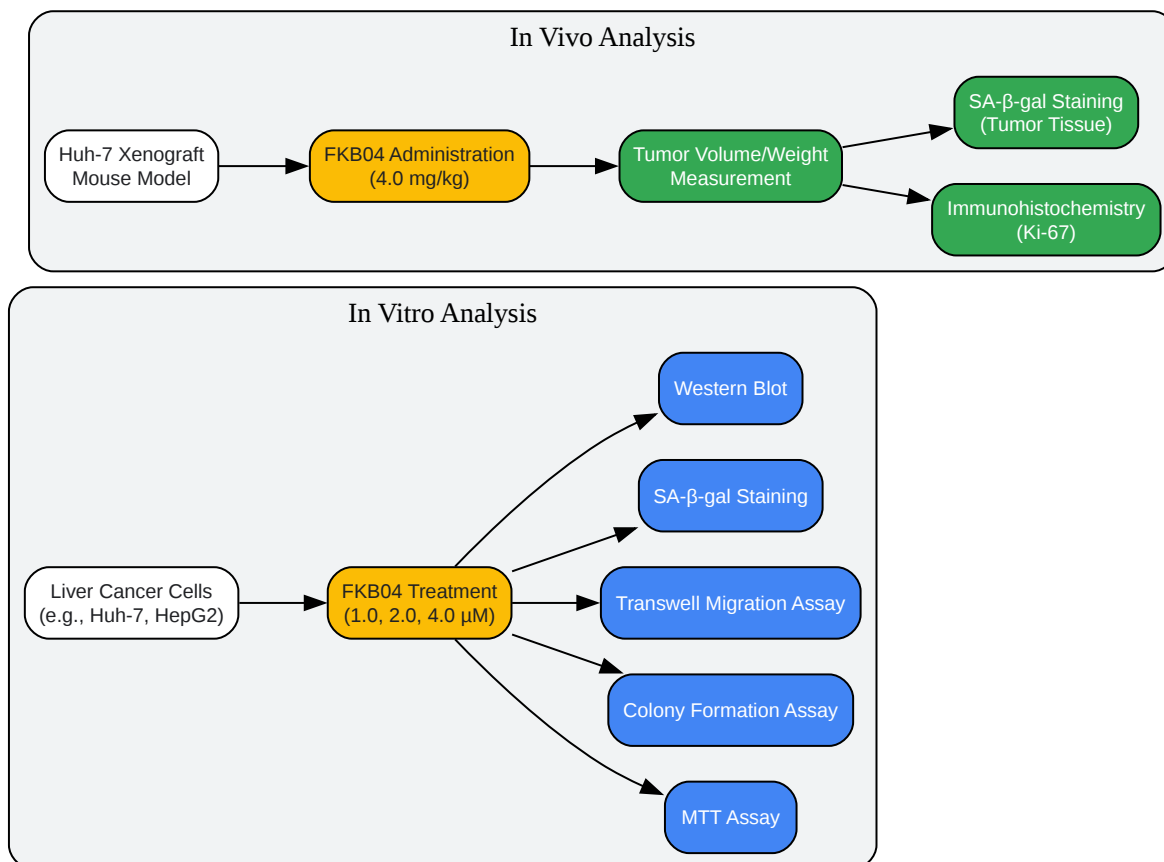 In Vivo Analysis
Huh-7 Xenograft
Mouse Model
FKB04 Administration
(4.0 mg/kg)
Tumor Volume/Weight
Measurement
SA-β-gal Staining
(Tumor Tissue)
Immunohistochemistry
(Ki-67)
In Vitro Analysis
Liver Cancer Cells
(e.g., Huh-7, HepG2)
FKB04 Treatment
(1.0, 2.0, 4.0 µM)
Western Blot
SA-β-gal Staining
Transwell Migration Assay
Colony Formation Assay
MTT Assay